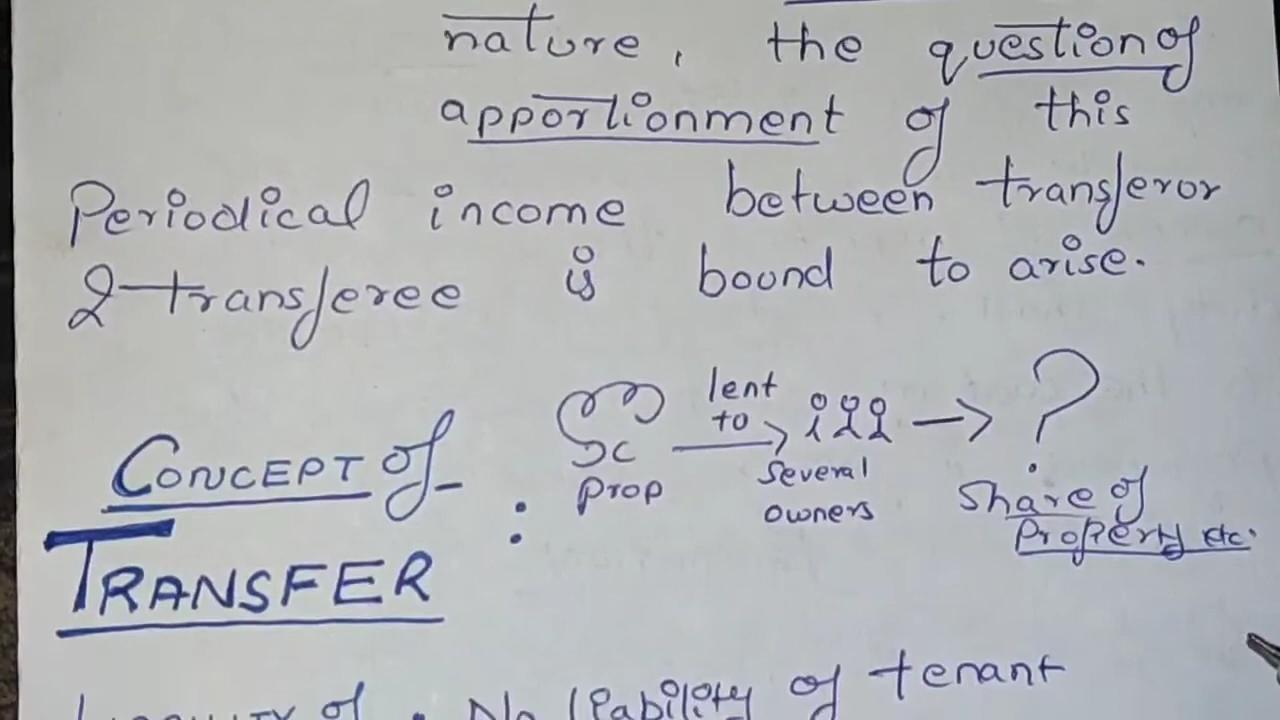 nature, the question of
apportionment of this
Periodical income between transferor
& transferee is bound to arise.
CONCEPT of
TRANSFER :
prop
lent
to
several
owners
?
Share of
Property etc.
of • No liability of tenant